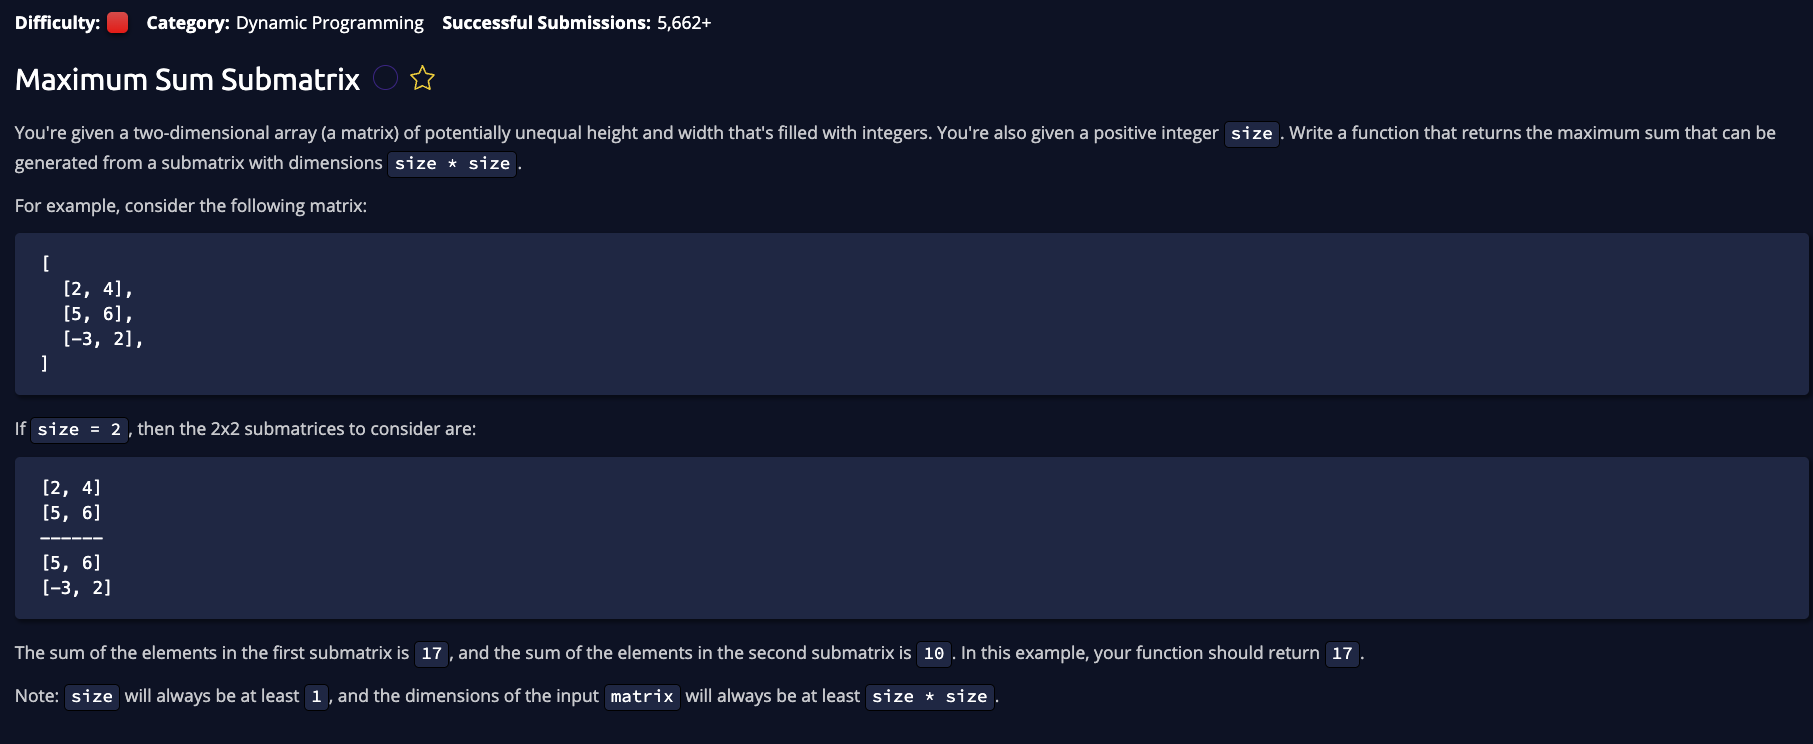 Difficulty: Category: Dynamic Programming Successful Submissions: 5,662+
Maximum Sum Submatrix
You're given a two-dimensional array (a matrix) of potentially unequal height and width that's filled with integers. You're also given a positive integer size. Write a function that returns the maximum sum that can be
generated from a submatrix with dimensions size * size.
For example, consider the following matrix:
[
  [2, 4],
  [5, 6],
  [-3, 2],
]
If size = 2, then the 2x2 submatrices to consider are:
[2, 4]
[5, 6]
------
[5, 6]
[-3, 2]
The sum of the elements in the first submatrix is 17, and the sum of the elements in the second submatrix is 10. In this example, your function should return 17.
Note: size will always be at least 1, and the dimensions of the input matrix will always be at least size * size.